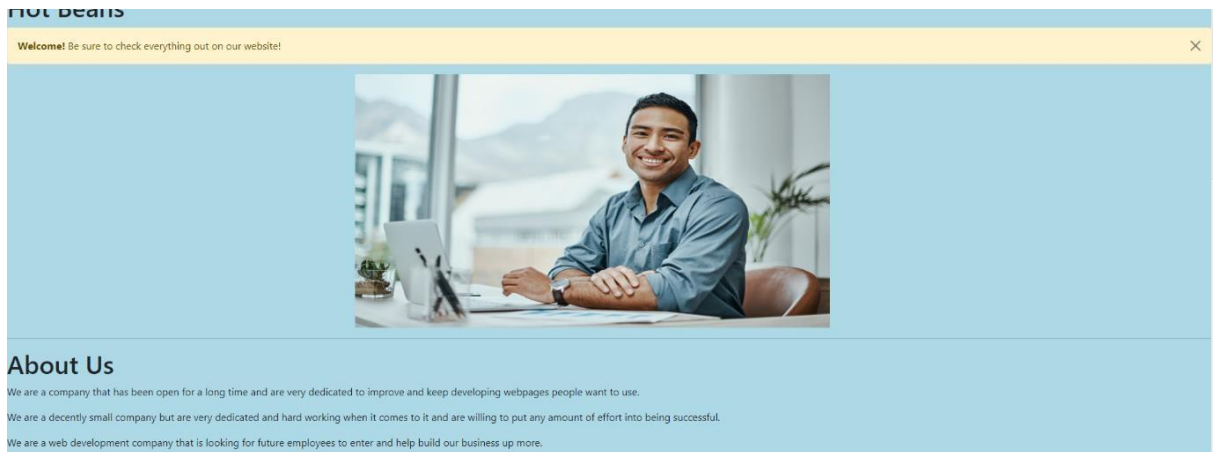 Hot Beans
Welcome! Be sure to check everything out on our website!
About Us
We are a company that has been open for a long time and are very dedicated to improve and keep developing webpages people want to use.
We are a decently small company but are very dedicated and hard working when it comes to it and are willing to put any amount of effort into being successful.
We are a web development company that is looking for future employees to enter and help build our business up more.